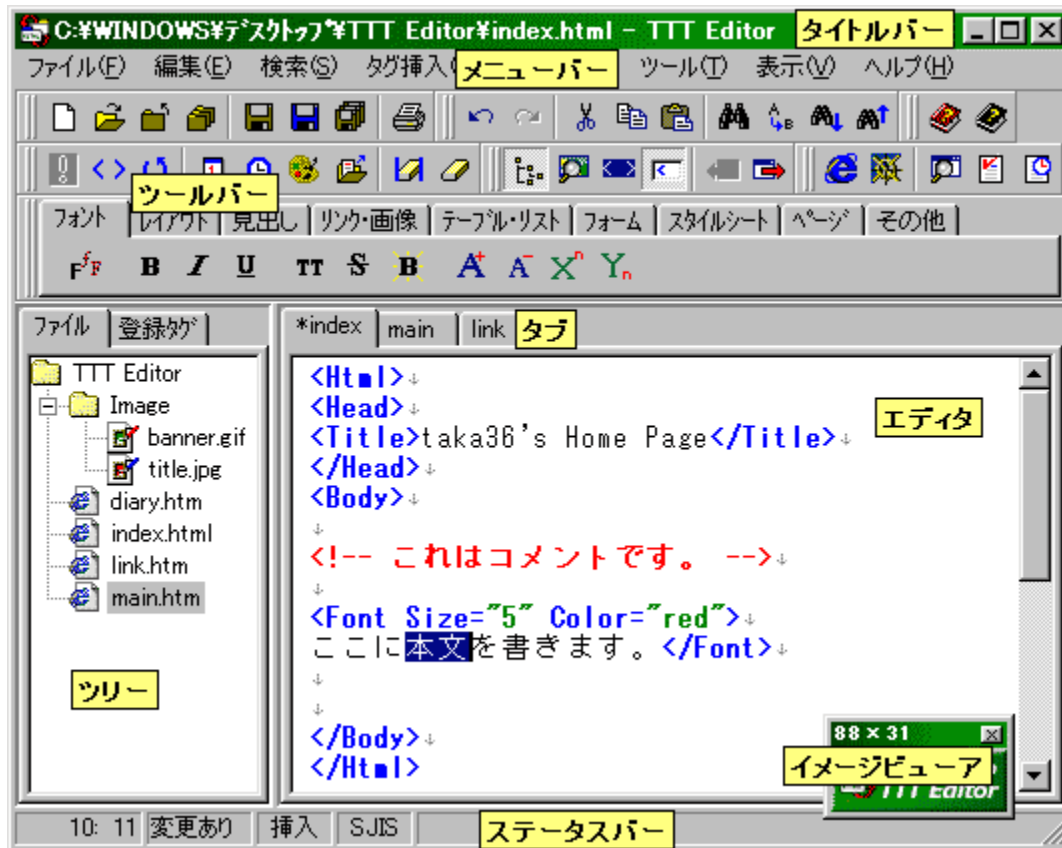 C:¥WINDOWS¥ﾃﾞｽｸﾄｯﾌﾟ¥TTT Editor¥index.html - TTT Editor タイトルバー
ファイル(F) 編集(E) 検索(S) タグ挿入( メニューバー ツール(T) 表示(V) ヘルプ(H)
ツールバー
フォント レイアウト 見出し リンク・画像 テーブル・リスト フォーム スタイルシート ページ その他
FfF B I U TT S B A+ A- Xn Yn
ファイル 登録タグ
TTT Editor
Image
banner.gif
title.jpg
diary.htm
index.html
link.htm
main.htm
ツリー
*index main link タブ
<Html>↓
<Head>↓
<Title>taka36's Home Page</Title>↓
</Head>↓
<Body>↓
↓
<!-- これはコメントです。 -->↓
↓
<Font Size="5" Color="red">↓
ここに本文を書きます。</Font>↓
↓
↓
</Body>↓
</Html>
エディタ
88×31
イメージビューア
TTT Editor
10: 11 変更あり 挿入 SJIS ステータスバー